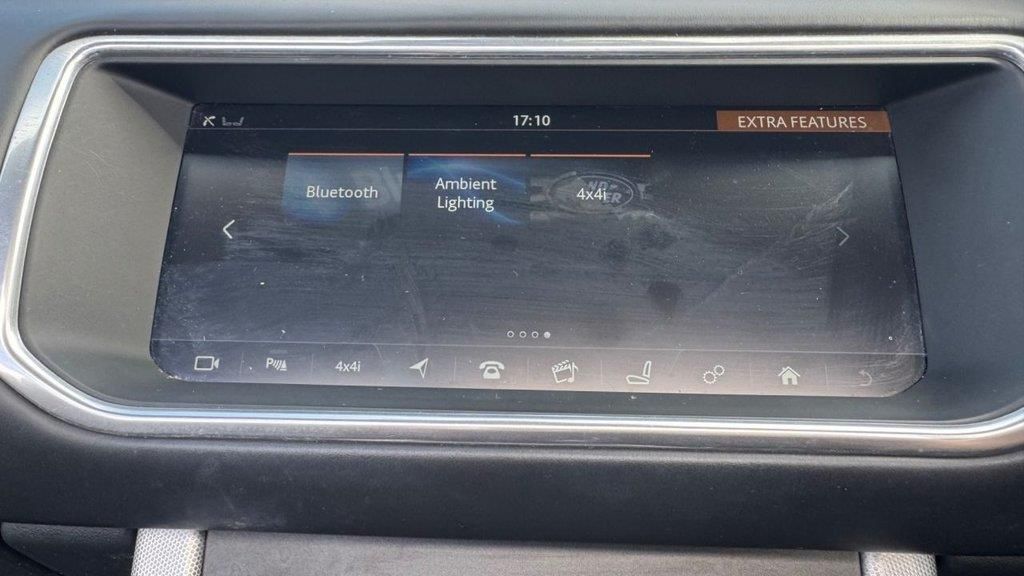 17:10
EXTRA FEATURES
Bluetooth
Ambient
Lighting
4x4i
4x4i